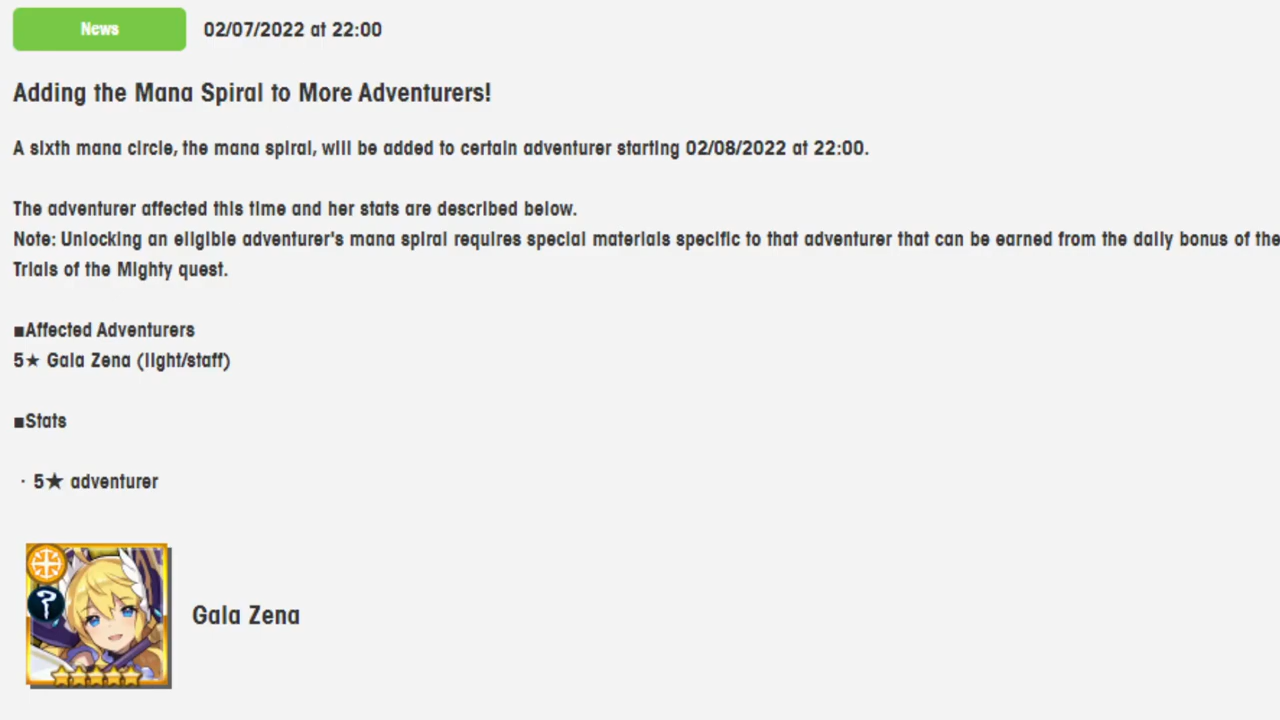 News 02/07/2022 at 22:00
Adding the Mana Spiral to More Adventurers!
A sixth mana circle, the mana spiral, will be added to certain adventurer starting 02/08/2022 at 22:00.
The adventurer affected this time and her stats are described below.
Note: Unlocking an eligible adventurer's mana spiral requires special materials specific to that adventurer that can be earned from the daily bonus of the
Trials of the Mighty quest.
■Affected Adventurers
5★ Gala Zena (light/staff)
■Stats
· 5★ adventurer
Gala Zena